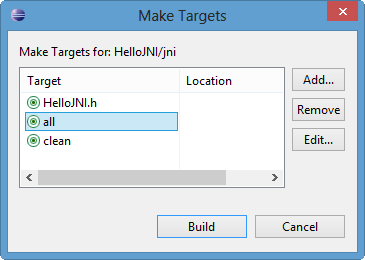 Make Targets
Make Targets for: HelloJNI/jni
Target Location
HelloJNI.h
all
clean
Add...
Remove
Edit...
Build Cancel